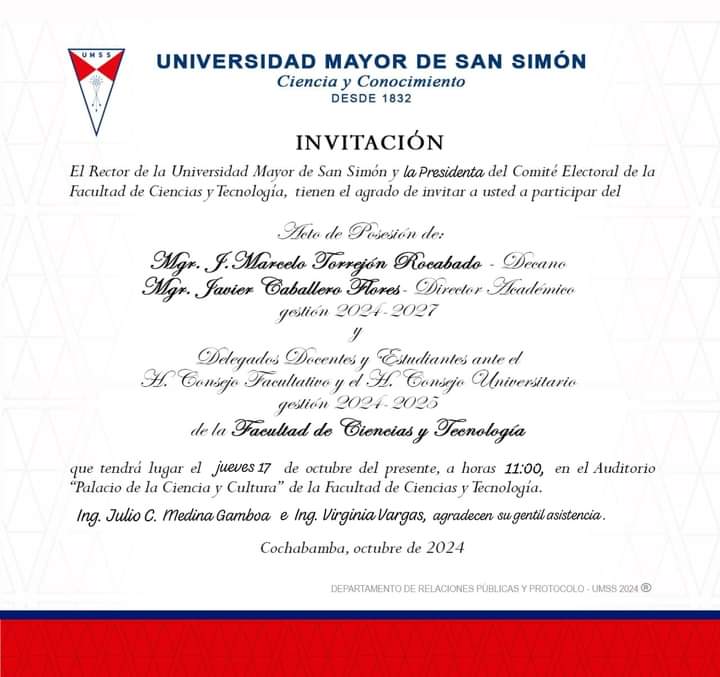 UMSS
UNIVERSIDAD MAYOR DE SAN SIMÓN
Ciencia y Conocimiento
DESDE 1832
INVITACIÓN
El Rector de la Universidad Mayor de San Simón y la Presidenta del Comité Electoral de la
Facultad de Ciencias y Tecnología, tienen el agrado de invitar a usted a participar del
Acto de Posesión de:
Mgr. J. Marcelo Torrejón Rocabado - Decano
Mgr. Javier Caballero Flores - Director Académico
gestión 2024-2027
y
Delegados Docentes y Estudiantes ante el
H. Consejo Facultativo y el H. Consejo Universitario
gestión 2024-2025
de la Facultad de Ciencias y Tecnología
que tendrá lugar el jueves 17 de octubre del presente, a horas 11:00, en el Auditorio
“Palacio de la Ciencia y Cultura” de la Facultad de Ciencias y Tecnología.
Ing. Julio C. Medina Gamboa e Ing. Virginia Vargas, agradecen su gentil asistencia.
Cochabamba, octubre de 2024
DEPARTAMENTO DE RELACIONES PÚBLICAS Y PROTOCOLO - UMSS 2024 ®